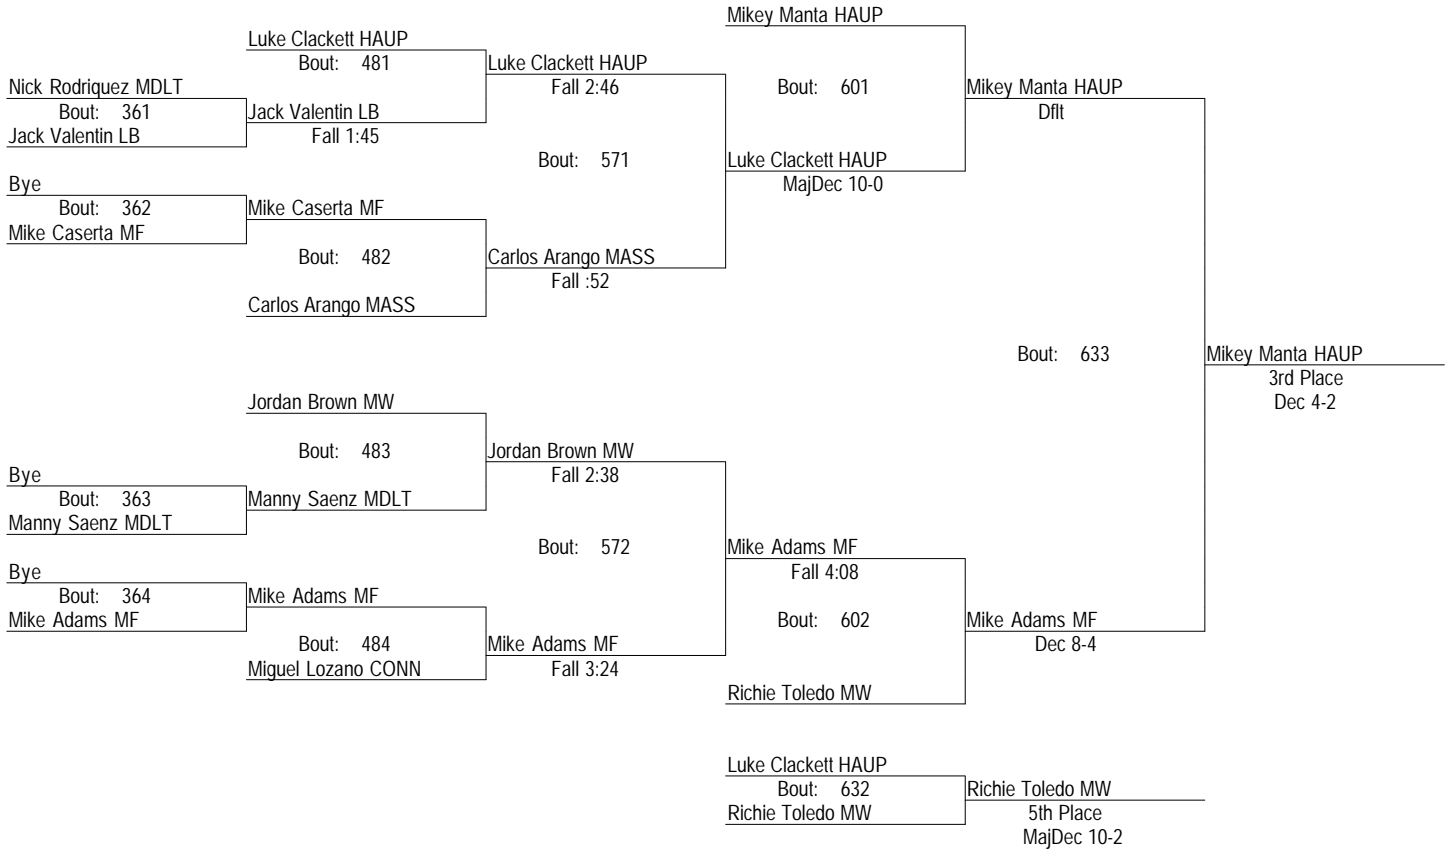 Mikey Manta HAUP
Luke Clackett HAUP
Bout: 481
Luke Clackett HAUP
Fall 2:46
Nick Rodriquez MDLT
Bout: 361
Jack Valentin LB
Jack Valentin LB
Fall 1:45
Bout: 601
Mikey Manta HAUP
Dflt
Bout: 571
Luke Clackett HAUP
MajDec 10-0
Bye
Bout: 362
Mike Caserta MF
Mike Caserta MF
Bout: 482
Carlos Arango MASS
Fall :52
Carlos Arango MASS
Bout: 633
Mikey Manta HAUP
3rd Place
Dec 4-2
Jordan Brown MW
Bout: 483
Jordan Brown MW
Fall 2:38
Bye
Bout: 363
Manny Saenz MDLT
Manny Saenz MDLT
Bout: 572
Mike Adams MF
Fall 4:08
Bye
Bout: 364
Mike Adams MF
Mike Adams MF
Bout: 484
Miguel Lozano CONN
Mike Adams MF
Fall 3:24
Bout: 602
Mike Adams MF
Dec 8-4
Richie Toledo MW
Luke Clackett HAUP
Bout: 632
Richie Toledo MW
Richie Toledo MW
5th Place
MajDec 10-2